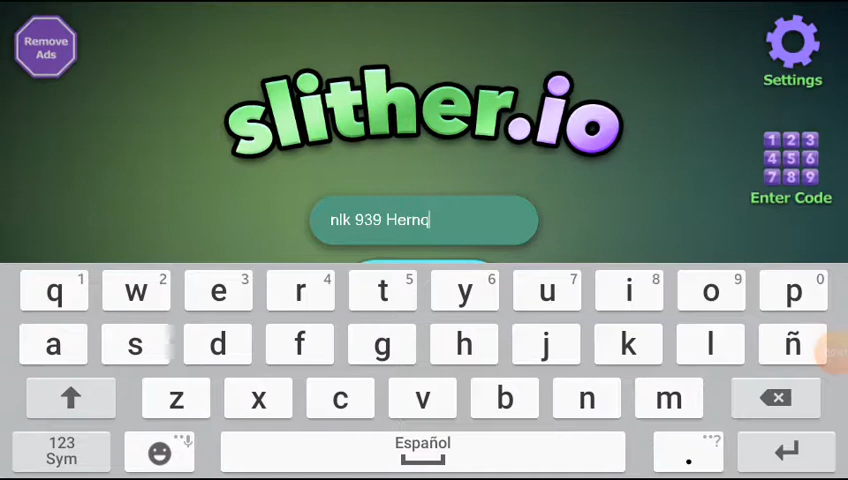 Remove
Ads
slither.io
Settings
1 2 3
4 5 6
7 8 9
Enter Code
nlk 939 Hernq
q 1 w 2 e 3 r 4 t 5 y 6 u 7 i 8 o 9 p 0
a s d f g h j k l ñ
z x c v b n m
123
Sym
Español
. ?